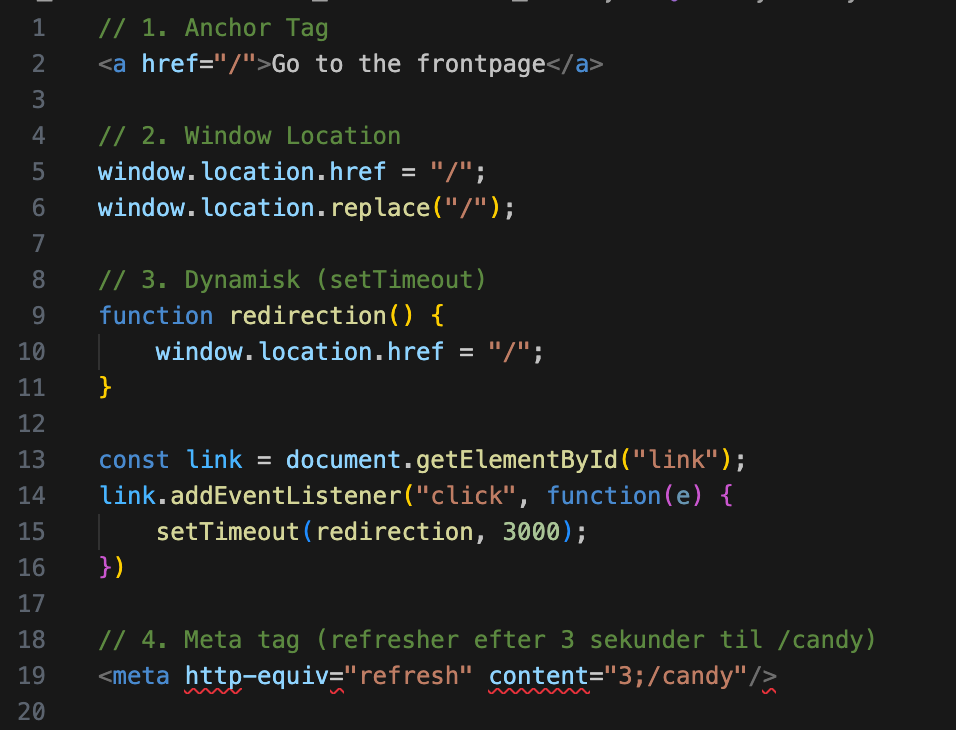 1 // 1. Anchor Tag
2 <a href="/">Go to the frontpage</a>
3
4 // 2. Window Location
5 window.location.href = "/";
6 window.location.replace("/");
7
8 // 3. Dynamisk (setTimeout)
9 function redirection() {
10     window.location.href = "/";
11 }
12
13 const link = document.getElementById("link");
14 link.addEventListener("click", function(e) {
15     setTimeout(redirection, 3000);
16 })
17
18 // 4. Meta tag (refresher efter 3 sekunder til /candy)
19 <meta http-equiv="refresh" content="3;/candy"/>
20